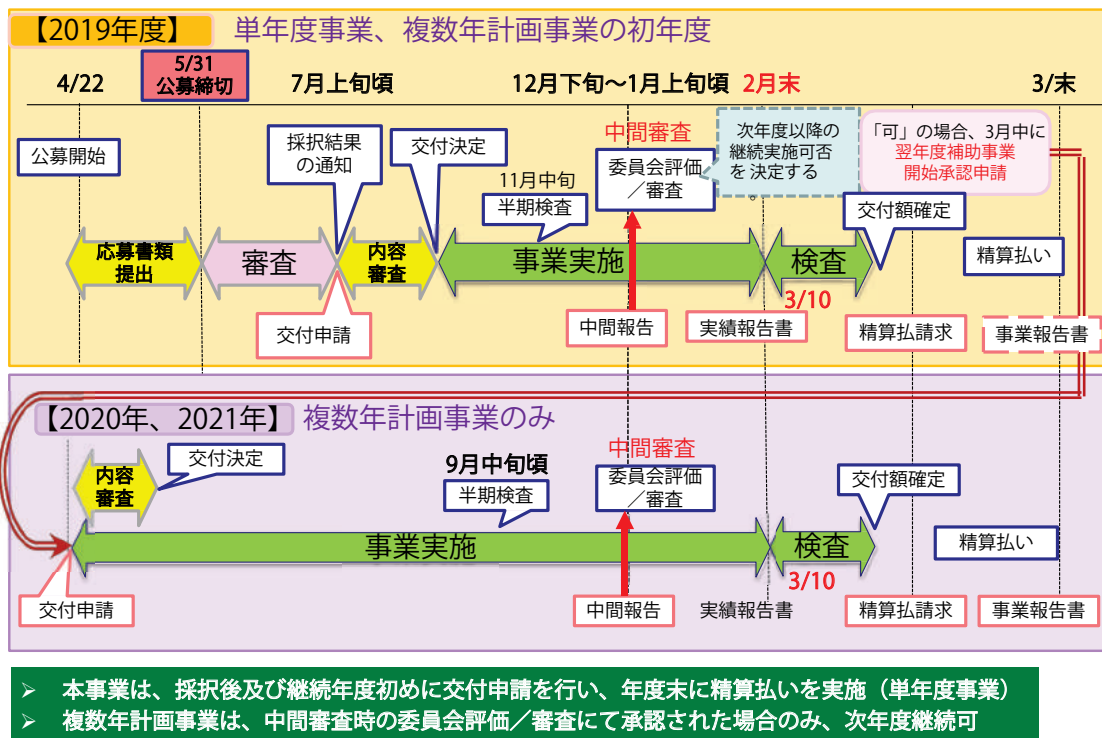 【2019年度】 単年度事業、複数年計画事業の初年度
4/22
5/31
公募締切
7月上旬頃
12月下旬～1月上旬頃
2月末
3/末
公募開始
採択結果
の通知
交付決定
11月中旬
半期検査
中間審査
委員会評価
／審査
次年度以降の
継続実施可否
を 決定する
。
「可」の場合、3月中に
翌年度補助事業
開始承認申請
交付額確定
精算払い
応募書類
提出
審査
内容
審査
事業実施
検査
3/10
交付申請
中間報告
実績報告書
精算払請求
事業報告書
【2020年、2021年】 複数年計画事業のみ
内容
審査
交付決定
9月中旬頃
半期検査
中間審査
委員会評価
／審査
交付額確定
精算払い
事業実施
検査
3/10
交付申請
中間報告
実績報告書
精算払請求
事業報告書
➢ 本事業は、採択後及び継続年度初めに交付申請を行い、年度末に精算払いを実施（単年度事業）
➢ 複数年計画事業は、中間審査時の委員会評価／審査にて承認された場合のみ、次年度継続可